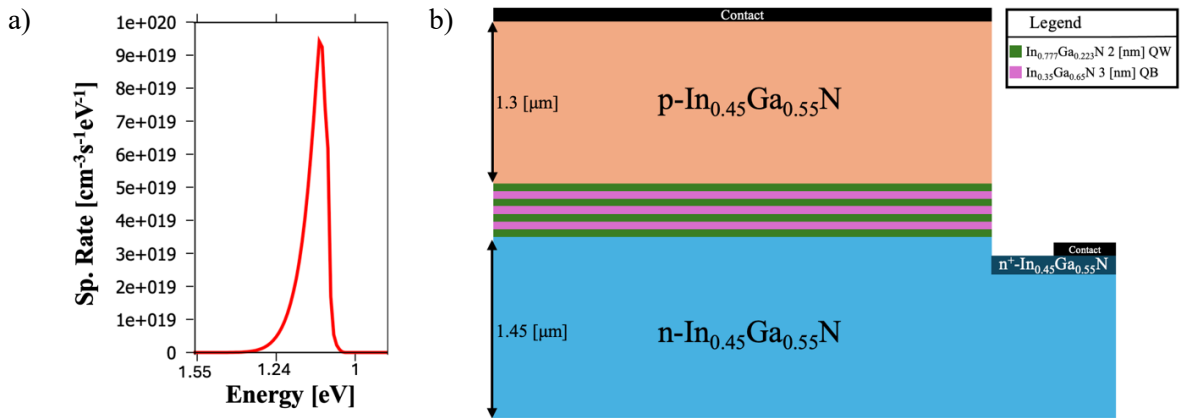 a)
Sp. Rate [cm⁻³s⁻¹eV⁻¹]
1e+020
9e+019
8e+019
7e+019
6e+019
5e+019
4e+019
3e+019
2e+019
1e+019
0
1.55 1.24 1
Energy [eV]
b)
Contact
1.3 [μm]
p-In₀.₄₅Ga₀.₅₅N
Contact
n⁺-In₀.₄₅Ga₀.₅₅N
1.45 [μm]
n-In₀.₄₅Ga₀.₅₅N
Legend
In₀.₇₇₇Ga₀.₂₂₃N 2 [nm] QW
In₀.₃₅Ga₀.₆₅N 3 [nm] QB